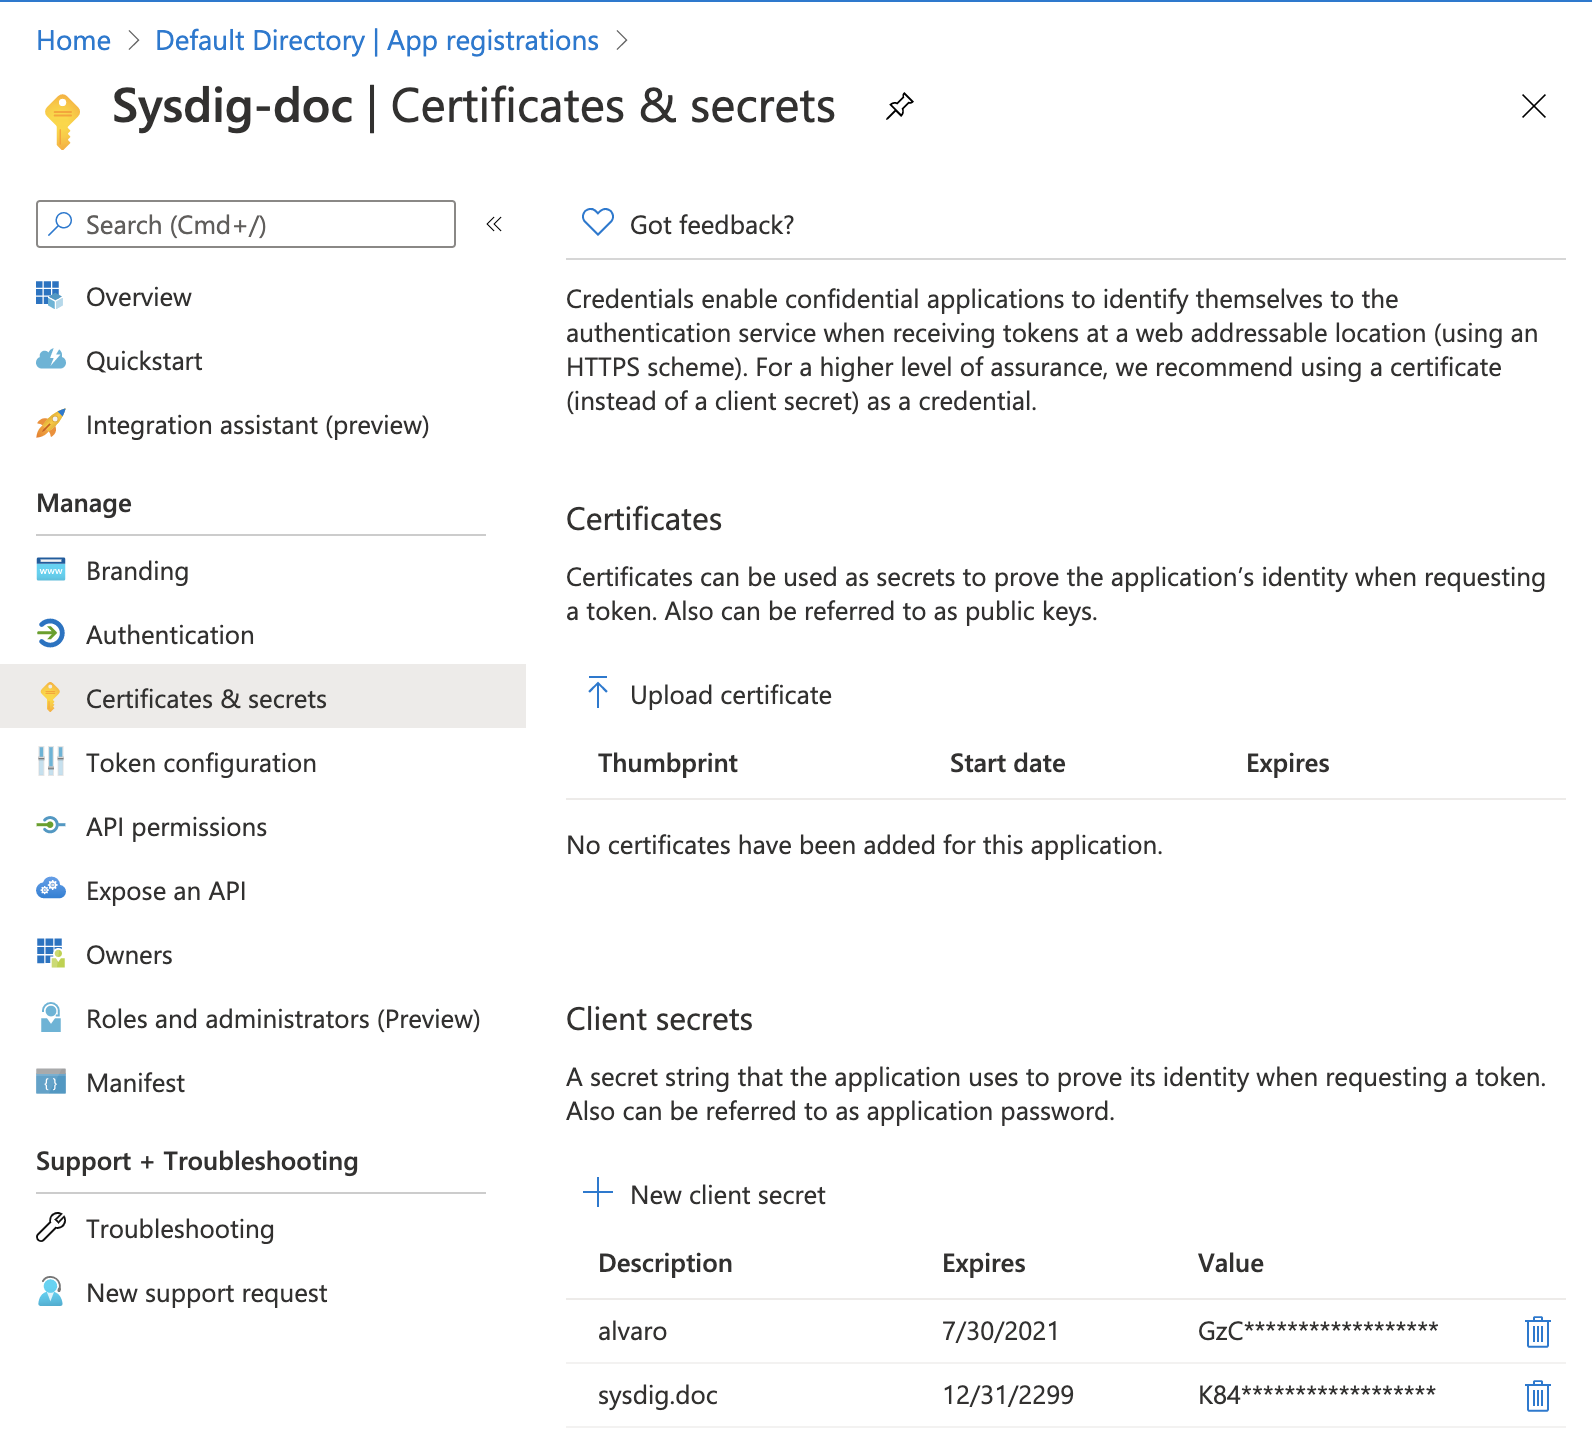 Home > Default Directory | App registrations >
Sysdig-doc | Certificates & secrets
Search (Cmd+/)
«
Overview
Quickstart
Integration assistant (preview)
Manage
www
Branding
Authentication
Certificates & secrets
Token configuration
API permissions
Expose an API
Owners
Roles and administrators (Preview)
{ }
Manifest
Support + Troubleshooting
Troubleshooting
New support request
Got feedback?
Credentials enable confidential applications to identify themselves to the
authentication service when receiving tokens at a web addressable location (using an
HTTPS scheme). For a higher level of assurance, we recommend using a certificate
(instead of a client secret) as a credential.
Certificates
Certificates can be used as secrets to prove the application’s identity when requesting
a token. Also can be referred to as public keys.
Upload certificate
Thumbprint Start date Expires
No certificates have been added for this application.
Client secrets
A secret string that the application uses to prove its identity when requesting a token.
Also can be referred to as application password.
New client secret
Description Expires Value
alvaro 7/30/2021 GzC******************
sysdig.doc 12/31/2299 K84******************